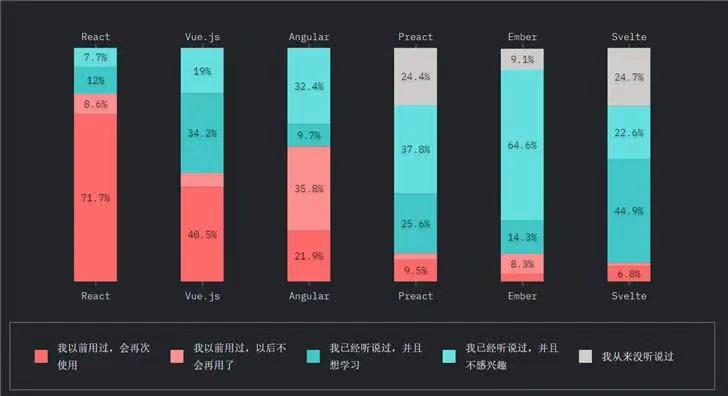 React Vue.js Angular Preact Ember Svelte
7.7% 19% 32.4% 24.4% 9.1% 24.7%
12% 34.2% 9.7% 37.8% 64.6% 22.6%
8.6% 40.5% 35.8% 25.6% 14.3% 44.9%
71.7% 21.9% 9.5% 8.3% 6.8%
React Vue.js Angular Preact Ember Svelte
我以前用过，会再次
使用
我以前用过，以后不
会再用了
我已经听说过，并且
想学习
我已经听说过，并且
不感兴趣
我从来没听说过